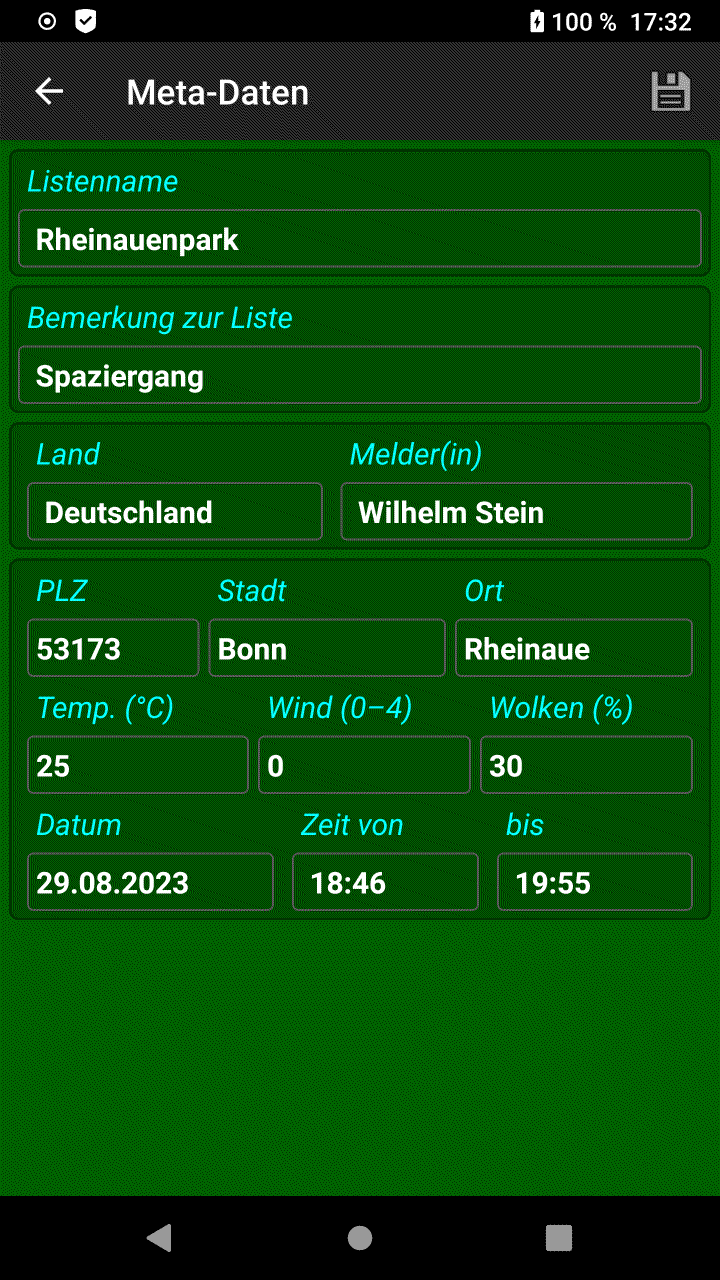 100 % 17:32
Meta-Daten
Listenname
Rheinauenpark
Bemerkung zur Liste
Spaziergang
Land Melder(in)
Deutschland Wilhelm Stein
PLZ Stadt Ort
53173 Bonn Rheinaue
Temp. (°C) Wind (0–4) Wolken (%)
25 0 30
Datum Zeit von bis
29.08.2023 18:46 19:55